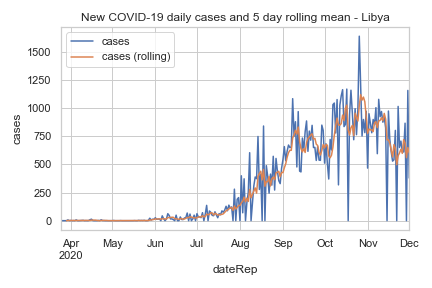 New COVID-19 daily cases and 5 day rolling mean - Libya
cases
cases (rolling)
cases
1500
1250
1000
750
500
250
0
Apr May Jun Jul Aug Sep Oct Nov Dec
2020
dateRep